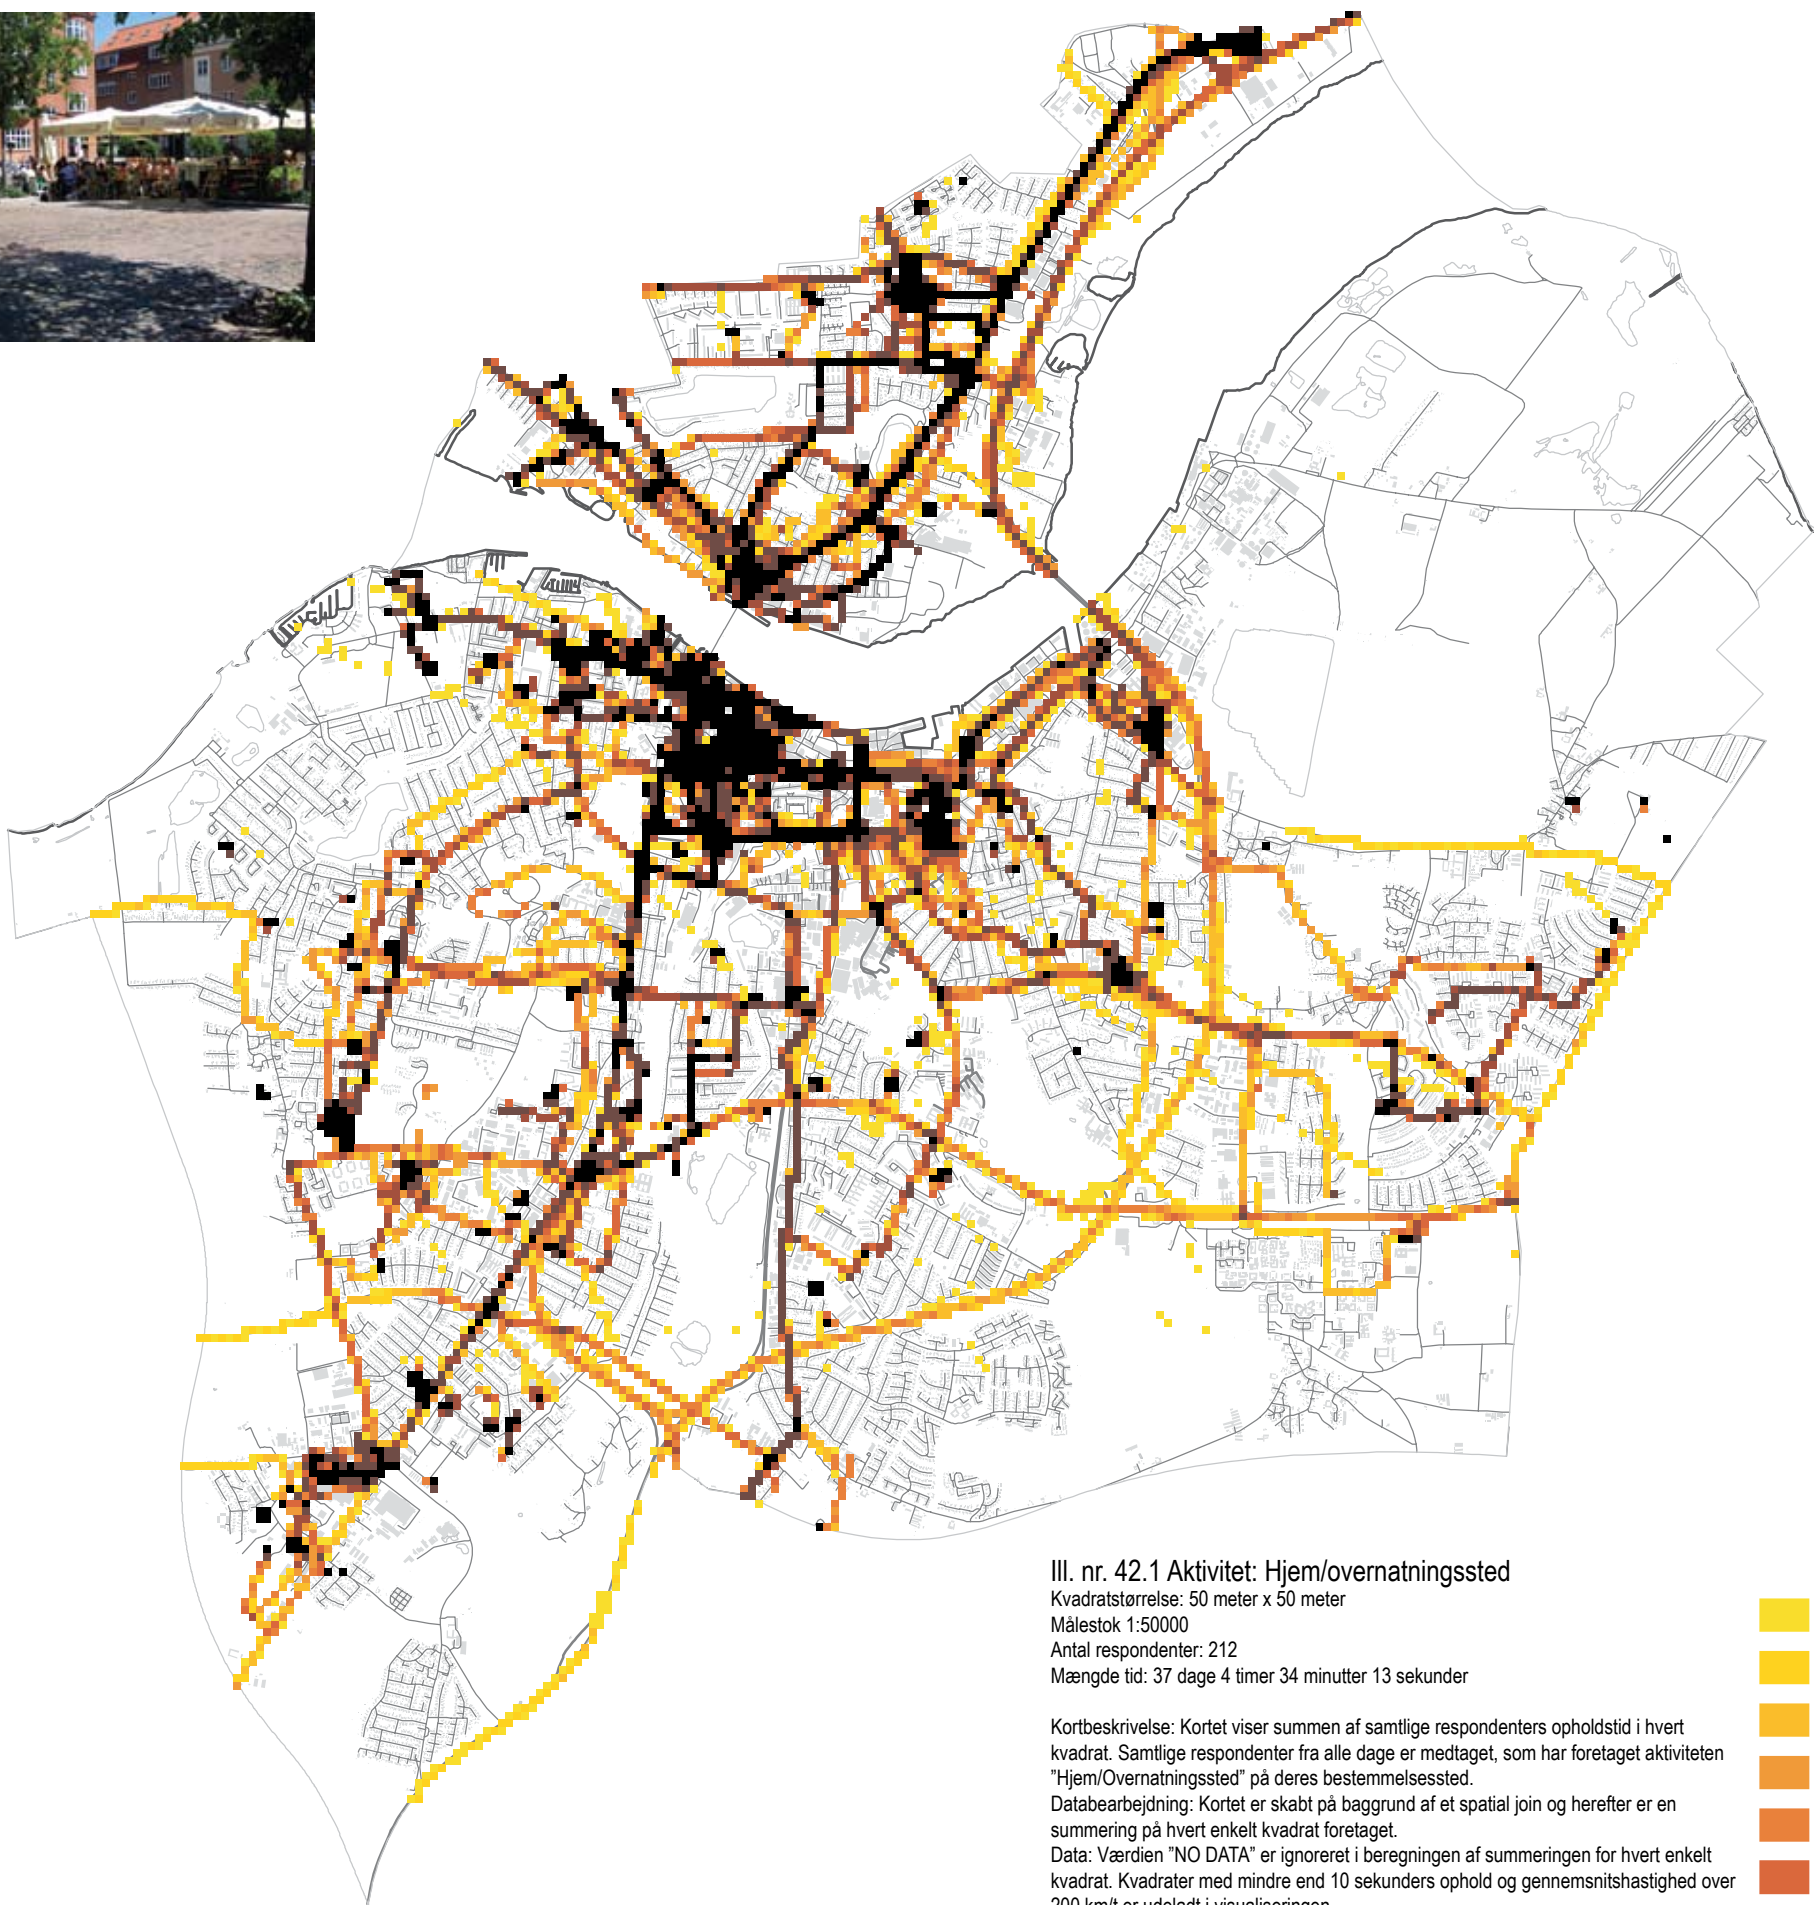 Ill. nr. 42.1 Aktivitet: Hjem/overnatningssted
Kvadratstørrelse: 50 meter x 50 meter
Målestok 1:50000
Antal respondenter: 212
Mængde tid: 37 dage 4 timer 34 minutter 13 sekunder
Kortbeskrivelse: Kortet viser summen af samtlige respondenters opholdstid i hvert
kvadrat. Samtlige respondenter fra alle dage er medtaget, som har foretaget aktiviteten
"Hjem/Overnatningssted" på deres bestemmelsessted.
Databearbejdning: Kortet er skabt på baggrund af et spatial join og herefter er en
summering på hvert enkelt kvadrat foretaget.
Data: Værdien "NO DATA" er ignoreret i beregningen af summeringen for hvert enkelt
kvadrat. Kvadrater med mindre end 10 sekunders ophold og gennemsnitshastighed over
200 km/t er udeladt i visualiseringen